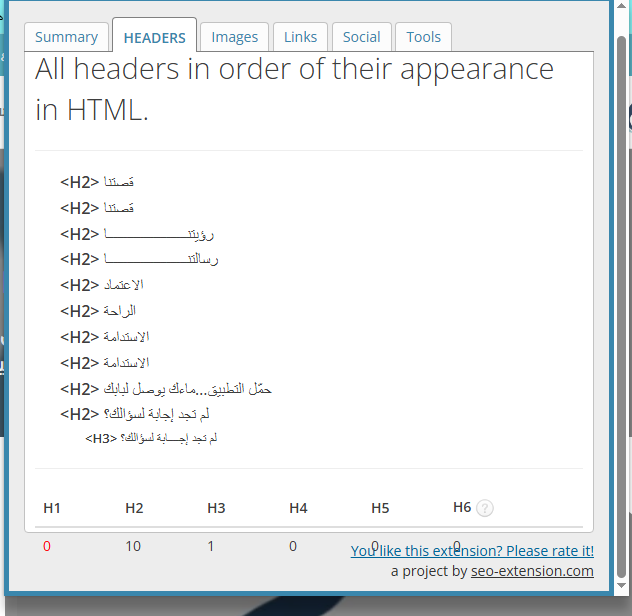 Summary
HEADERS
Images
Links
Social
Tools
All headers in order of their appearance
in HTML.
<H2> قصتنا
<H2> قصتنا
<H2> رؤيتنــــــــــــــــا
<H2> رسالتنــــــــــــــــا
<H2> الاعتماد
<H2> الراحة
<H2> الاستدامة
<H2> الاستدامة
<H2> حمّل التطبيق...ماءك يوصل لبابك
<H2> لم تجد إجابة لسؤالك؟
<H3> لم تجد إجـــابة لسؤالك؟
H1 H2 H3 H4 H5 H6 ?
0 10 1 0 0 0
You like this extension? Please rate it!
a project by seo-extension.com